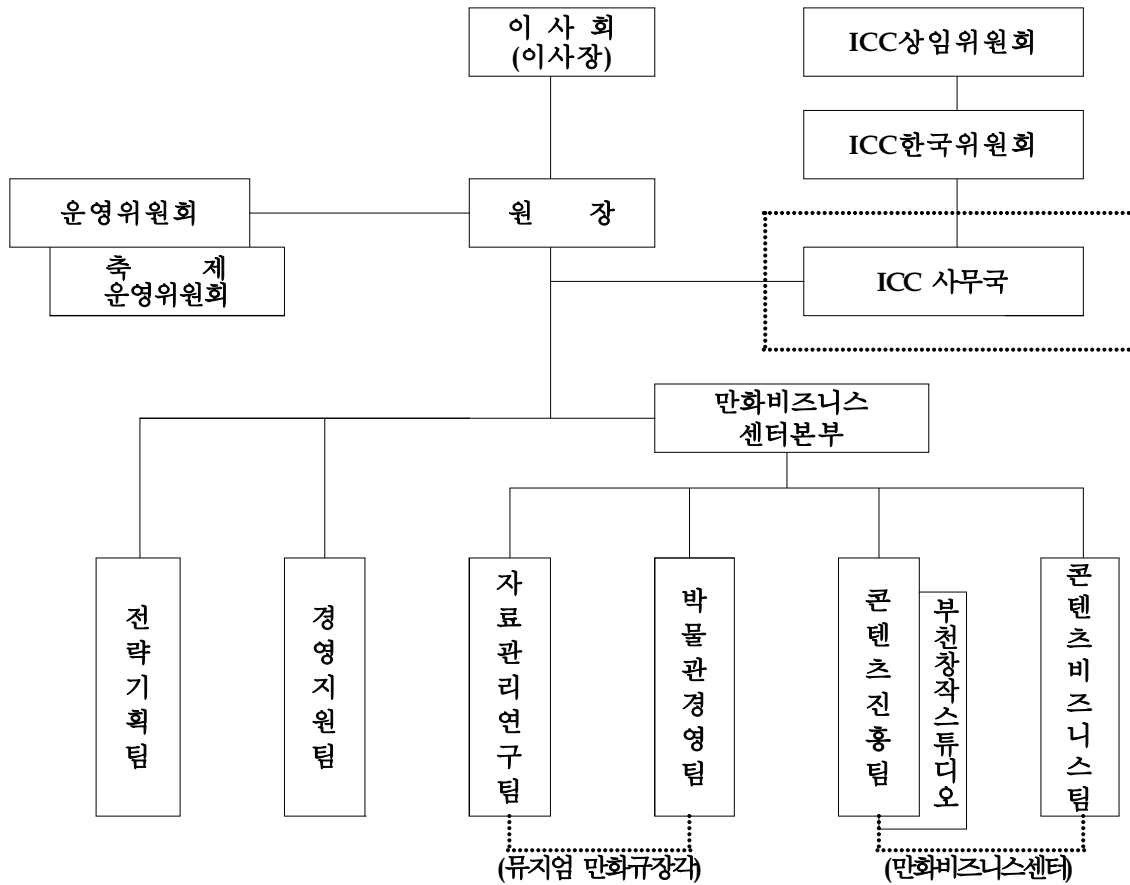 이 사 회
(이사장)
ICC상임위원회
ICC한국위원회
운영위원회
원 장
축 제
운영위원회
ICC 사무국
만화비즈니스
센터본부
전략기획팀
경영지원팀
자료관리연구팀
박물관경영팀
콘텐츠진흥팀
부천창작스튜디오
콘텐츠비즈니스팀
(뮤지엄 만화규장각)
(만화비즈니스센터)